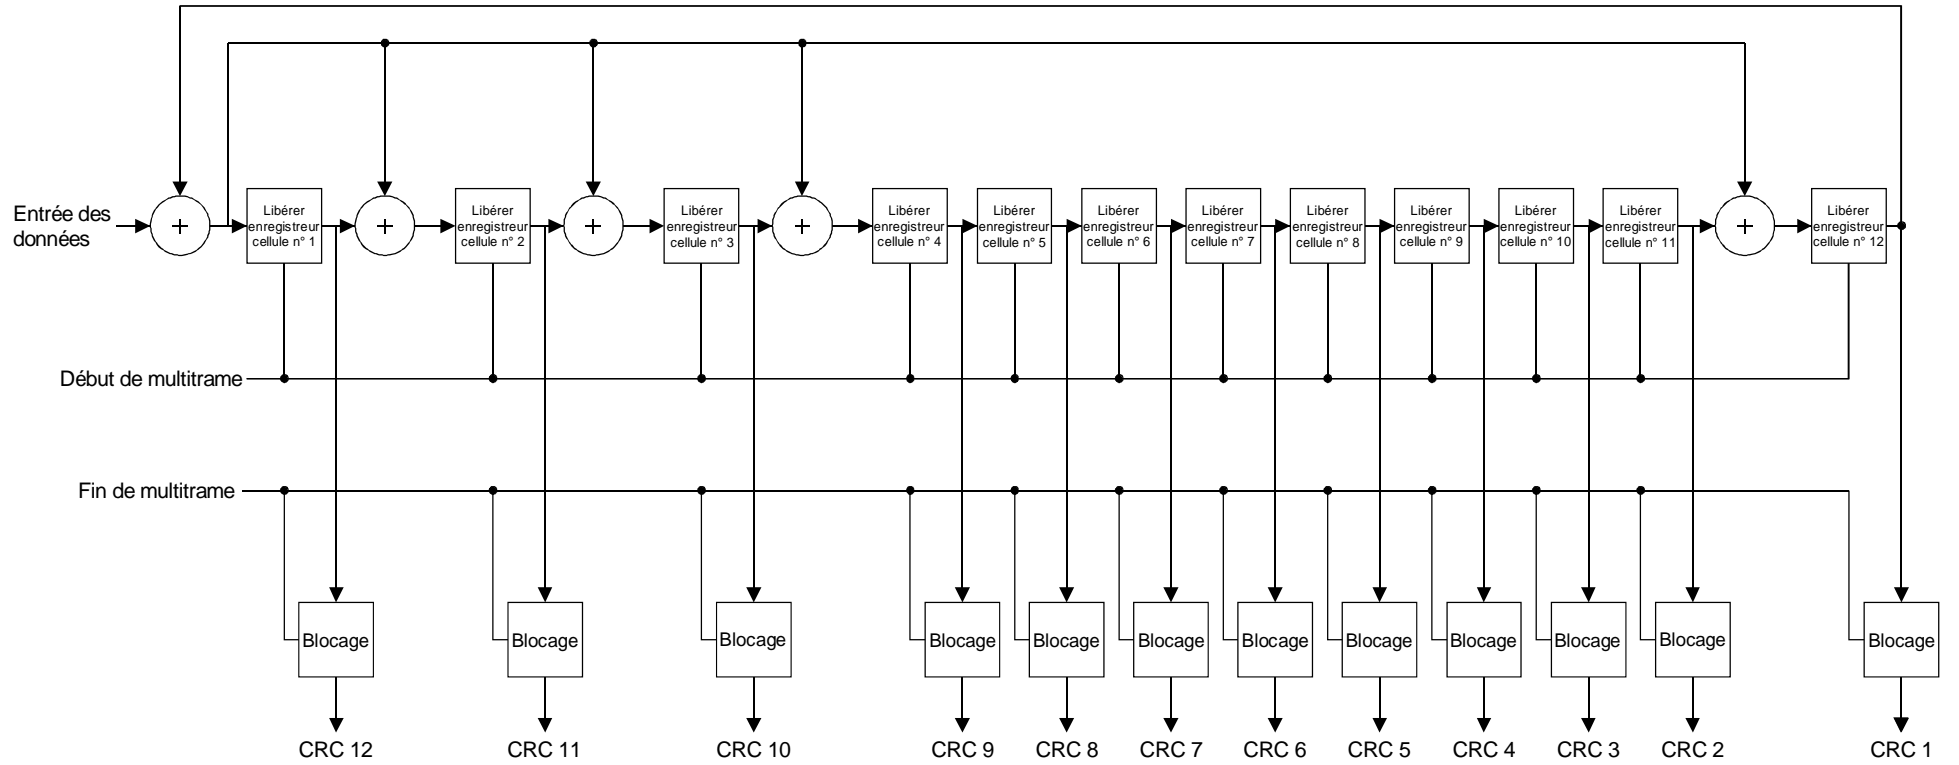 Entrée des
données
+
Libérer
enregistreur
cellule n° 1
+
Libérer
enregistreur
cellule n° 2
+
Libérer
enregistreur
cellule n° 3
+
Libérer
enregistreur
cellule n° 4
Libérer
enregistreur
cellule n° 5
Libérer
enregistreur
cellule n° 6
Libérer
enregistreur
cellule n° 7
Libérer
enregistreur
cellule n° 8
Libérer
enregistreur
cellule n° 9
Libérer
enregistreur
cellule n° 10
Libérer
enregistreur
cellule n° 11
+
Libérer
enregistreur
cellule n° 12
Début de multitrame
Fin de multitrame
Blocage
Blocage
Blocage
Blocage
Blocage
Blocage
Blocage
Blocage
Blocage
Blocage
Blocage
Blocage
CRC 12
CRC 11
CRC 10
CRC 9
CRC 8
CRC 7
CRC 6
CRC 5
CRC 4
CRC 3
CRC 2
CRC 1